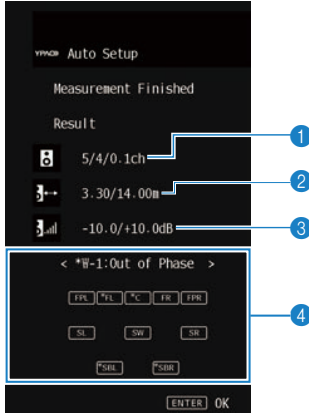 YPAO Auto Setup
Measurement Finished
Result
5/4/0.1ch
1
3.30/14.00m
2
-10.0/+10.0dB
3
< *W-1:Out of Phase >
FPL *FL *C FR FPR
4
SL SW SR
*SBL *SBR
ENTER OK